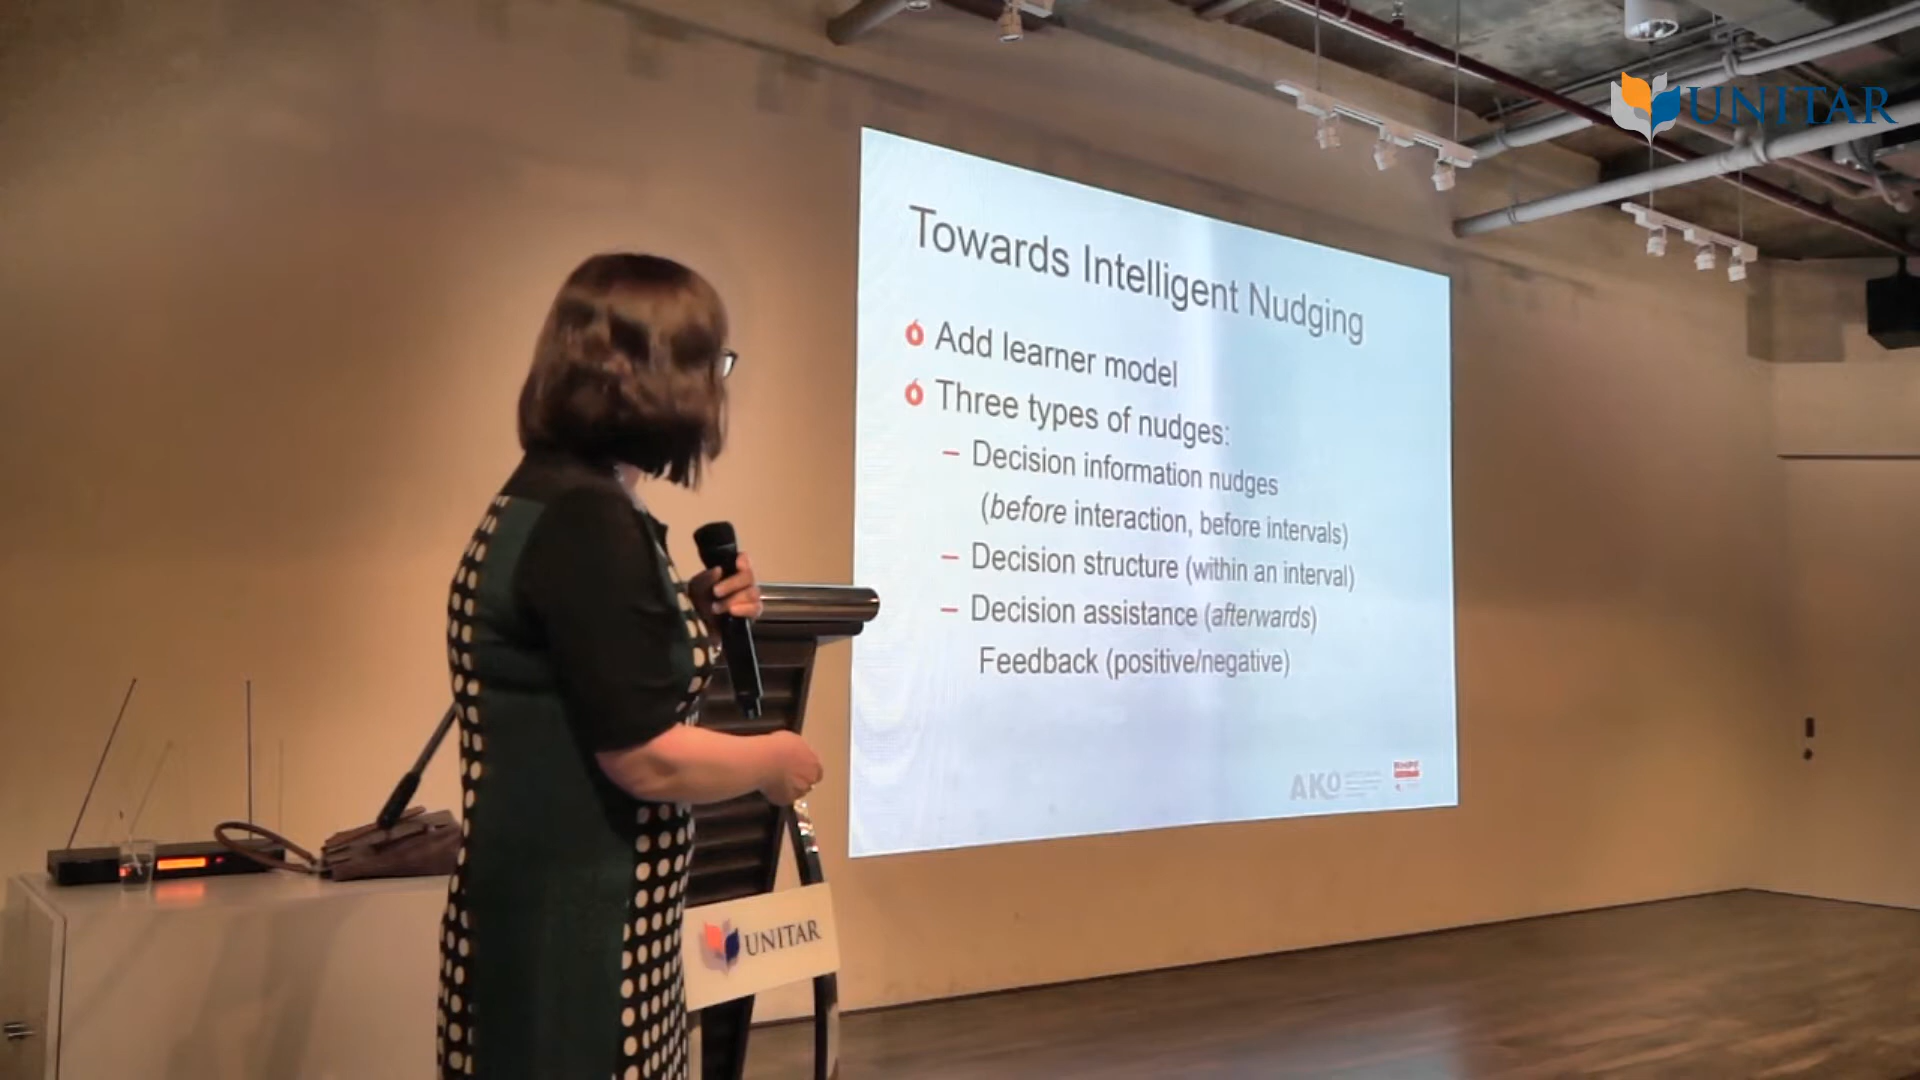 UNITAR
Towards Intelligent Nudging
Add learner model
Three types of nudges:
– Decision information nudges
(before interaction, before intervals)
– Decision structure (within an interval)
– Decision assistance (afterwards)
Feedback (positive/negative)
AKO
UNITAR